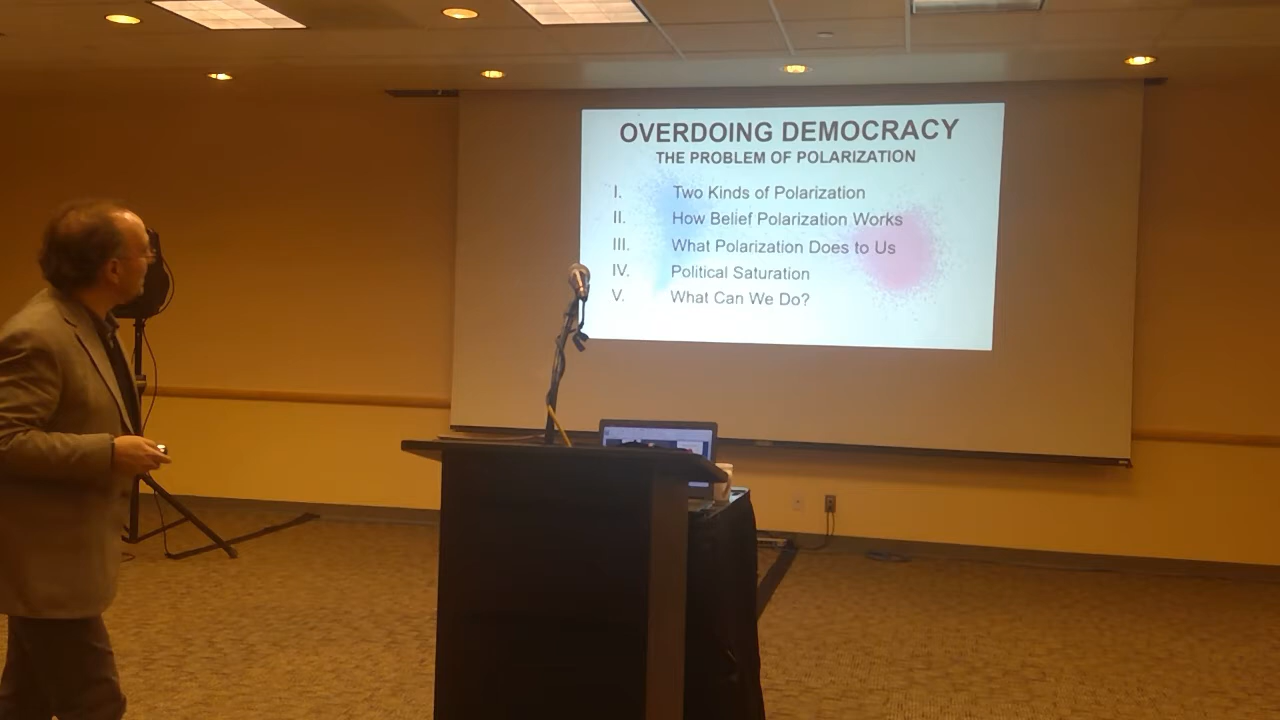 OVERDOING DEMOCRACY
THE PROBLEM OF POLARIZATION
I. Two Kinds of Polarization
II. How Belief Polarization Works
III. What Polarization Does to Us
IV. Political Saturation
V. What Can We Do?